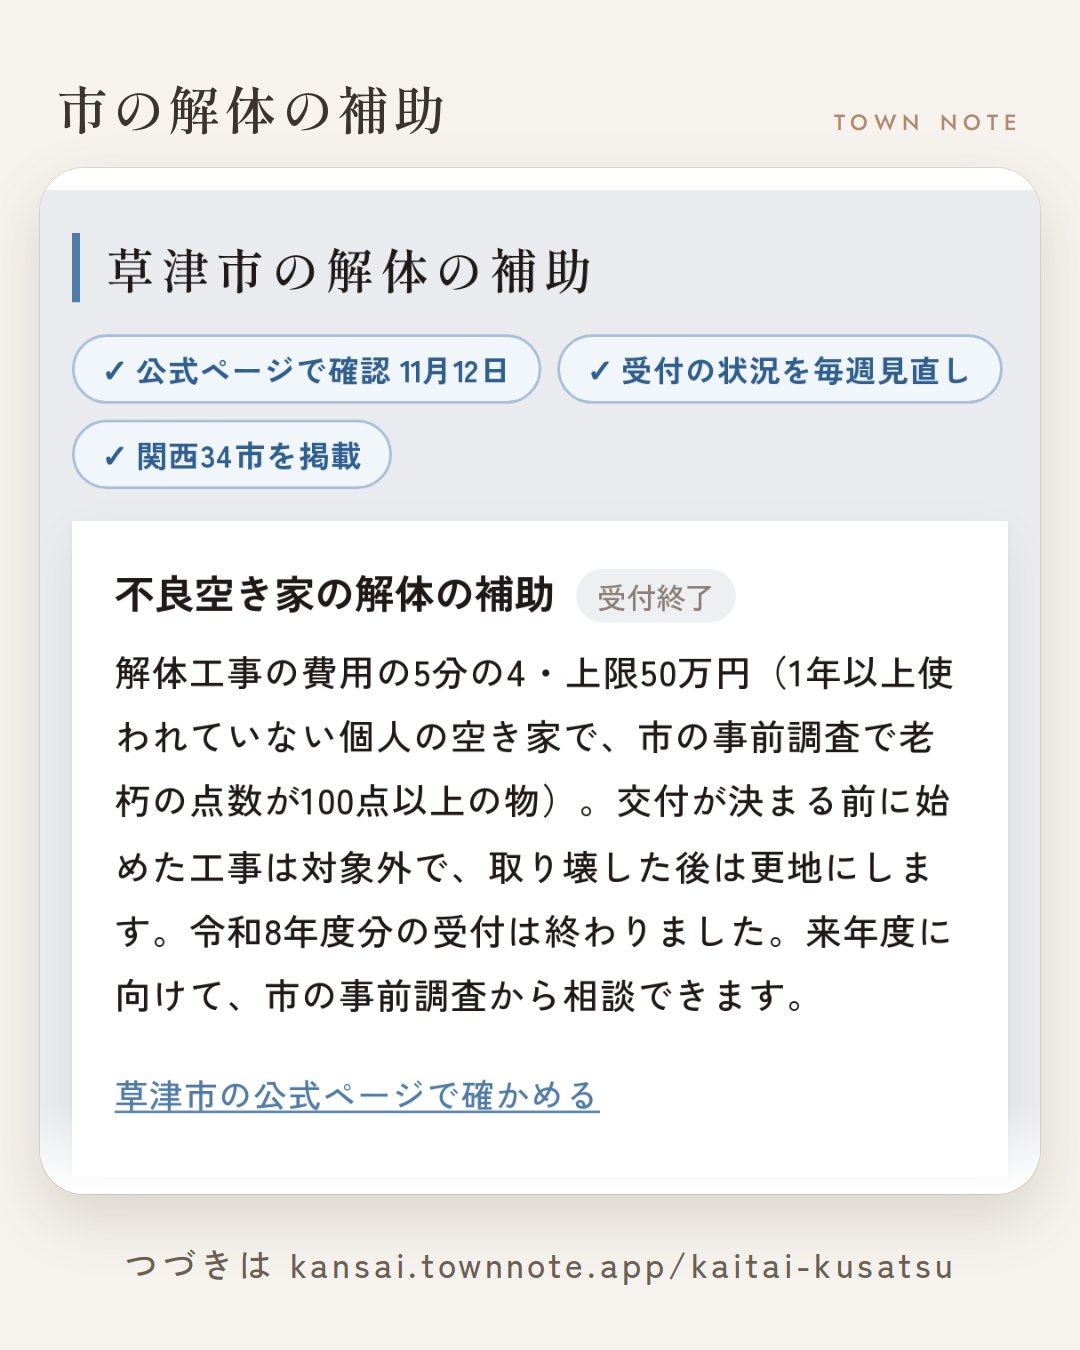 市の解体の補助
TOWN NOTE
草津市の解体の補助
✓ 公式ページで確認 11月12日
✓ 受付の状況を毎週見直し
✓ 関西34市を掲載
不良空き家の解体の補助
受付終了
解体工事の費用の5分の4・上限50万円（1年以上使
われていない個人の空き家で、市の事前調査で老
朽の点数が100点以上の物）。交付が決まる前に始
めた工事は対象外で、取り壊した後は更地にしま
す。令和8年度分の受付は終わりました。来年度に
向けて、市の事前調査から相談できます。
草津市の公式ページで確かめる
つづきは kansai.townnote.app/kaitai-kusatsu